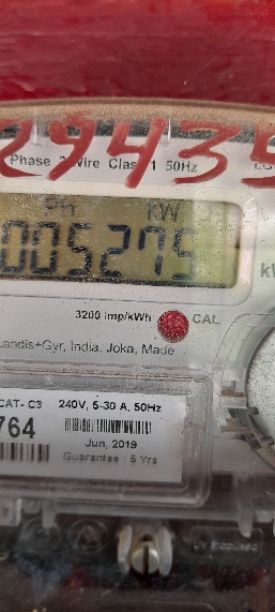 29435
Phase 2 Wire Class 1 50Hz
Ph KW
005275
3200 imp/kWh CAL
Landis+Gyr, India, Joka, Made
CAT- C3 240V, 5-30 A, 50Hz
764
Jun, 2019
Guarantee : 5 Yrs